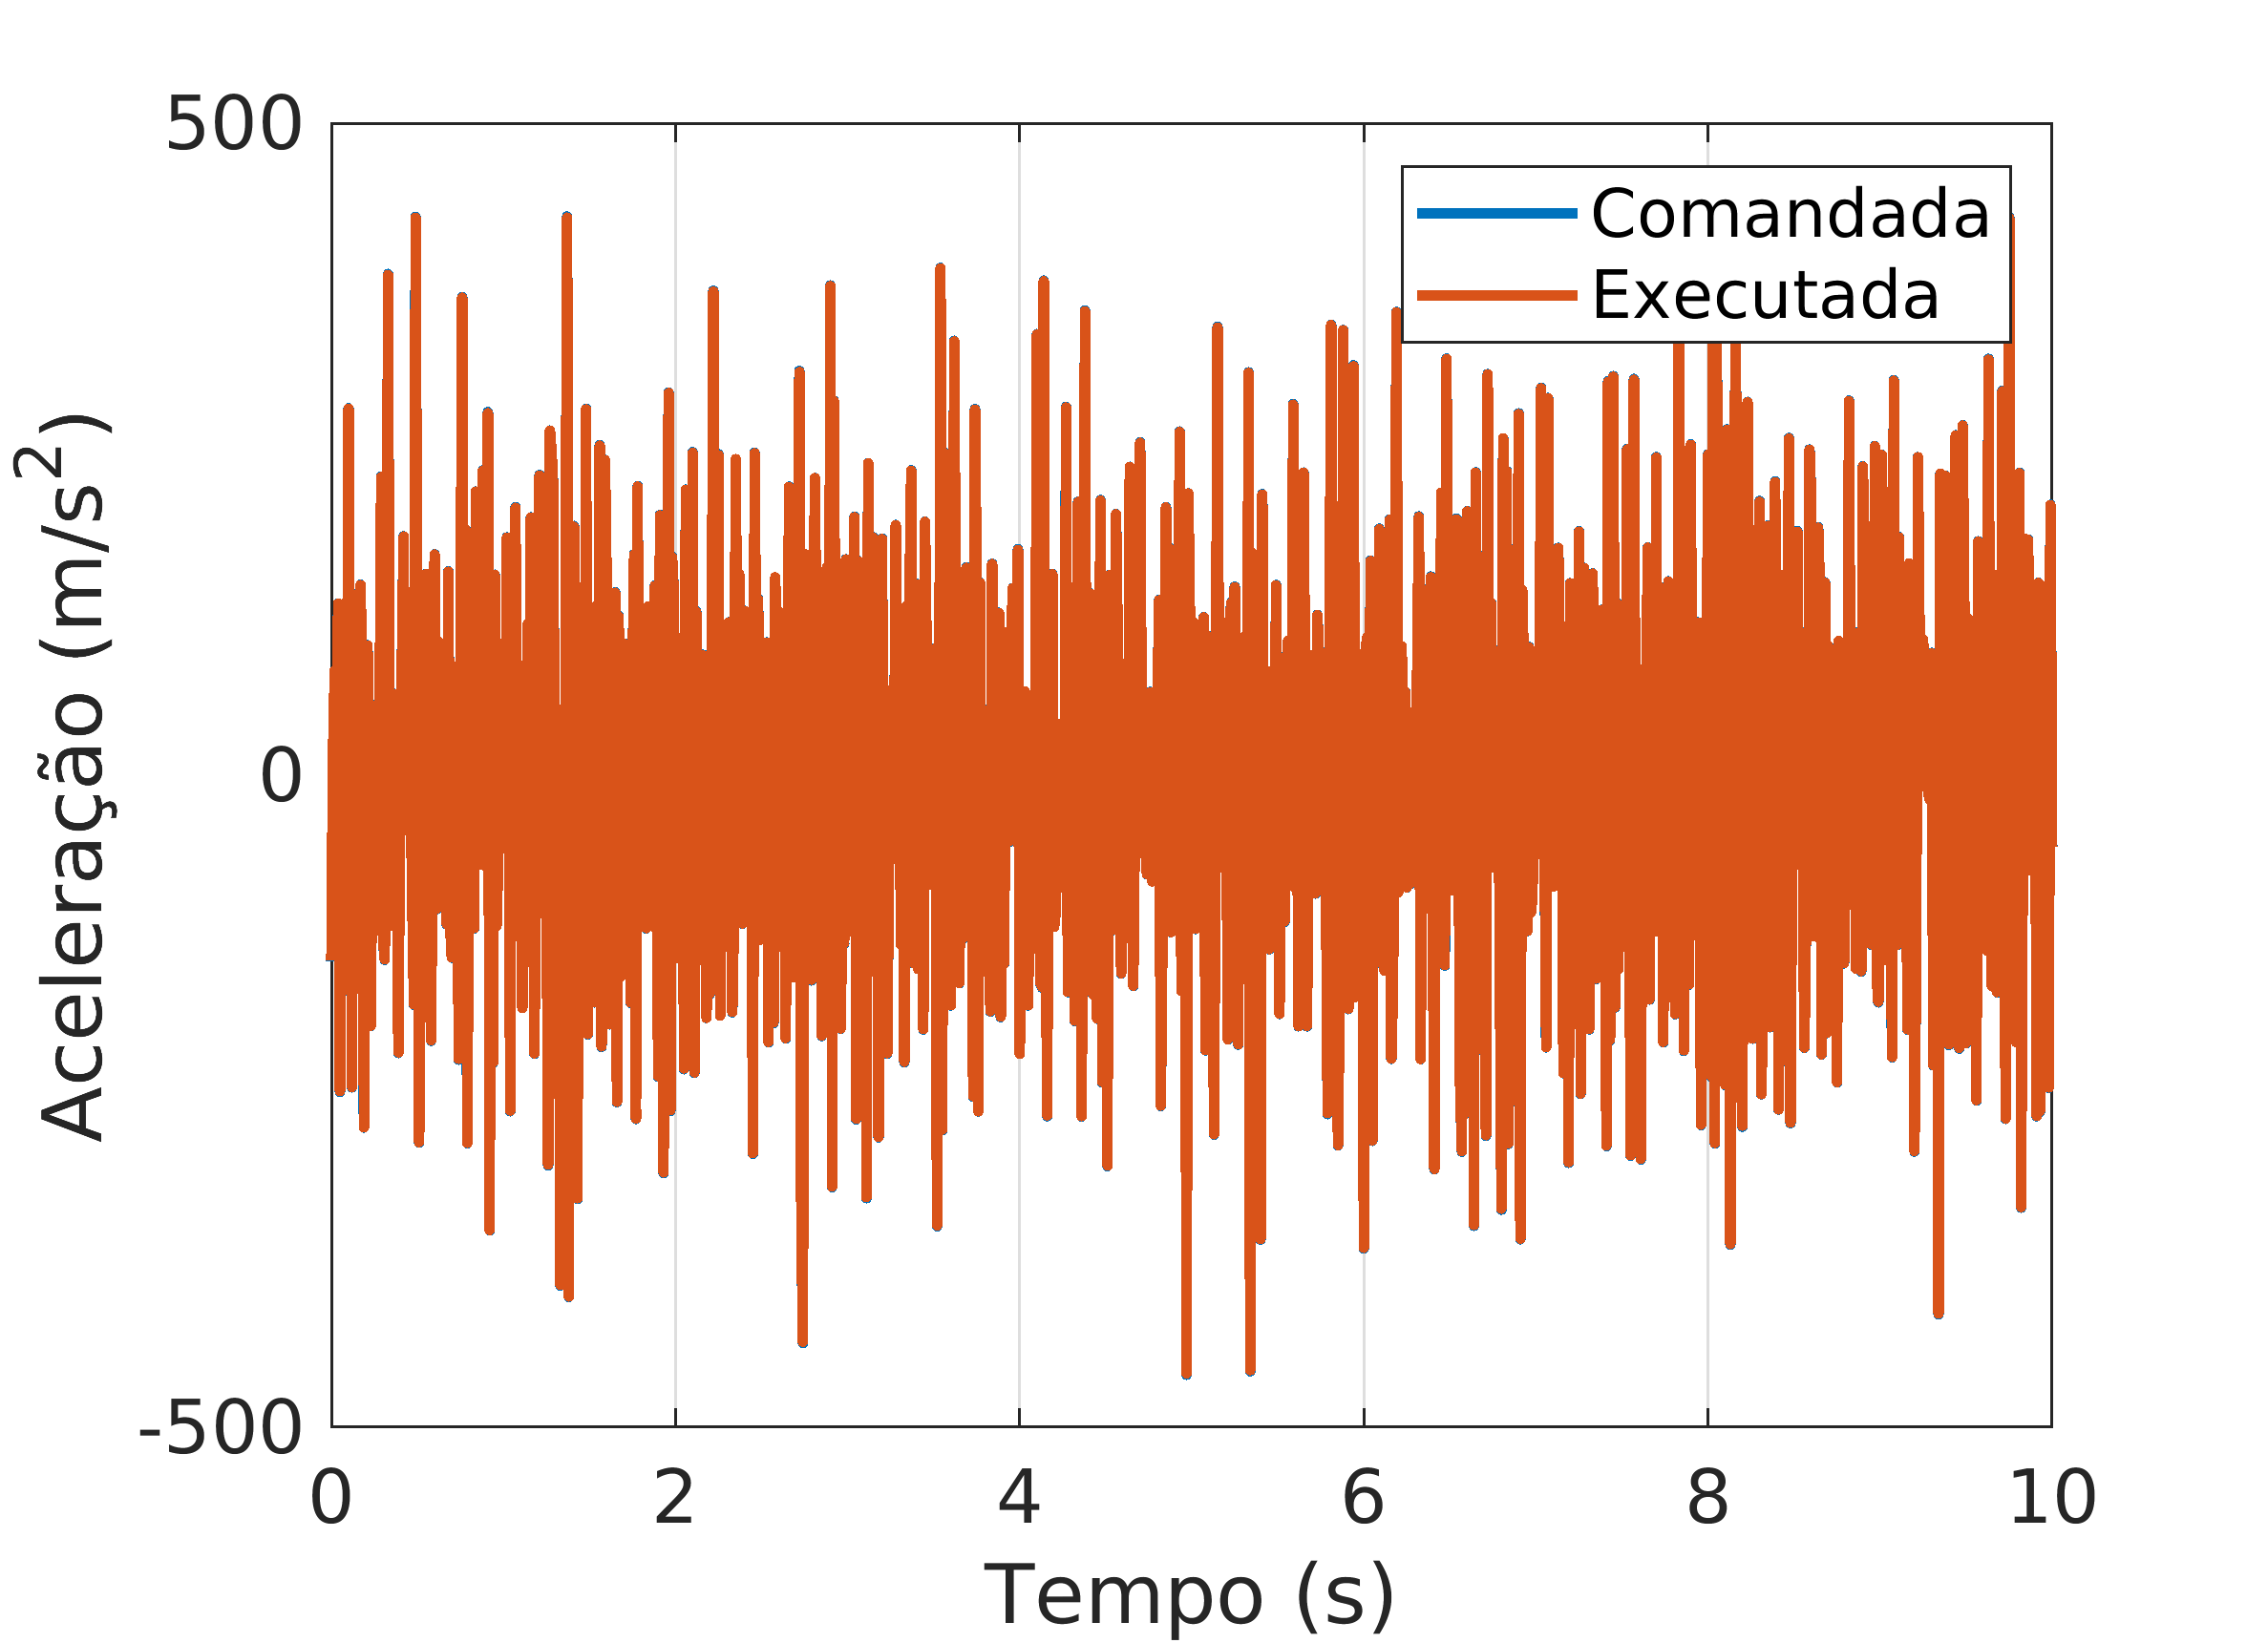 500
0
-500
Aceleração (m/s²)
Comandada
Executada
0 2 4 6 8 10
Tempo (s)